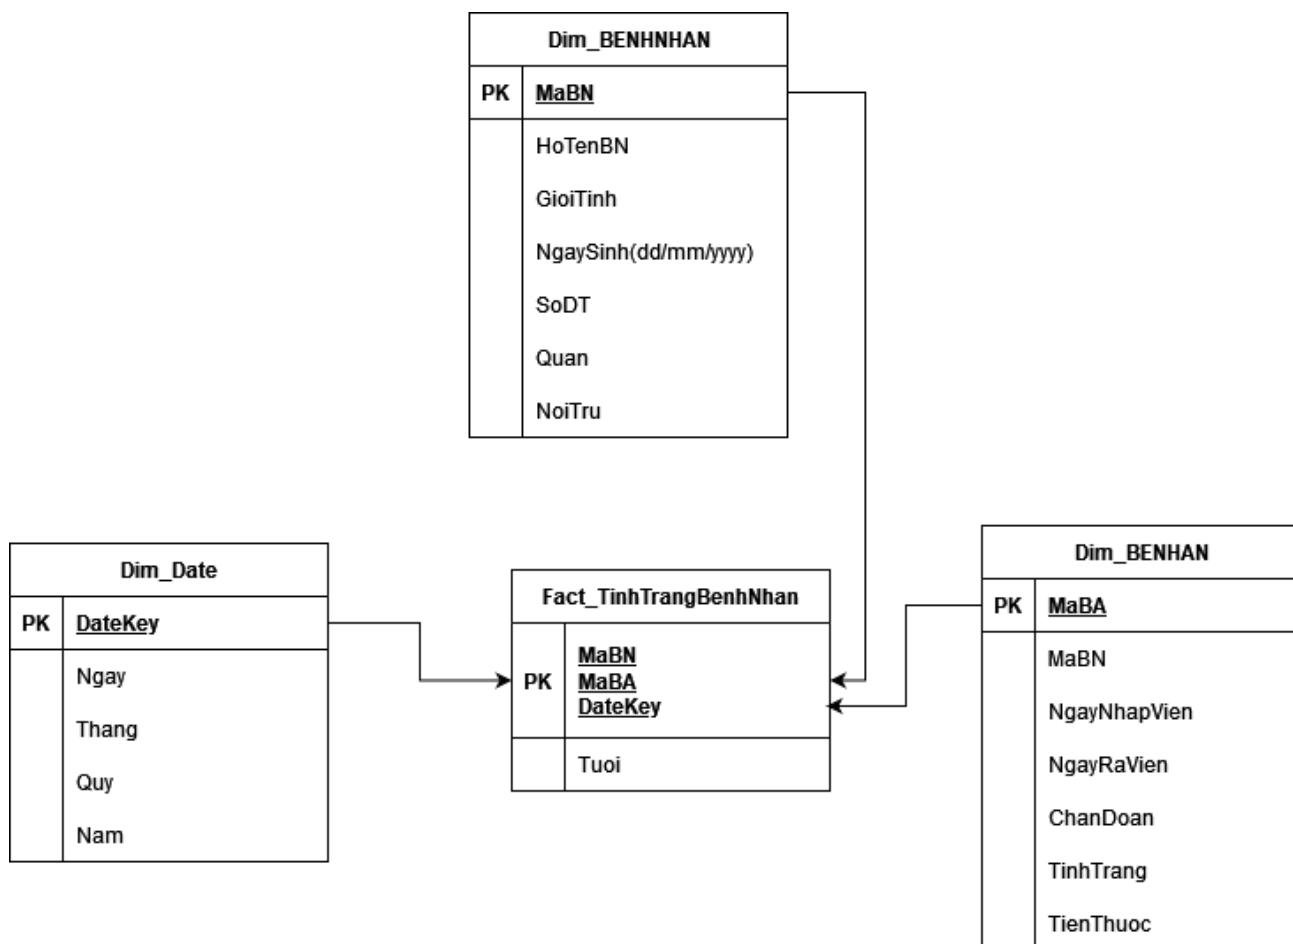 Dim_BENHNHAN
PK MaBN
HoTenBN
GioiTinh
NgaySinh(dd/mm/yyyy)
SoDT
Quan
NoiTru
Dim_Date
PK DateKey
Ngay
Thang
Quy
Nam
Fact_TinhTrangBenhNhan
MaBN
PK MaBA
DateKey
Tuoi
Dim_BENHAN
PK MaBA
MaBN
NgayNhapVien
NgayRaVien
ChanDoan
TinhTrang
TienThuoc